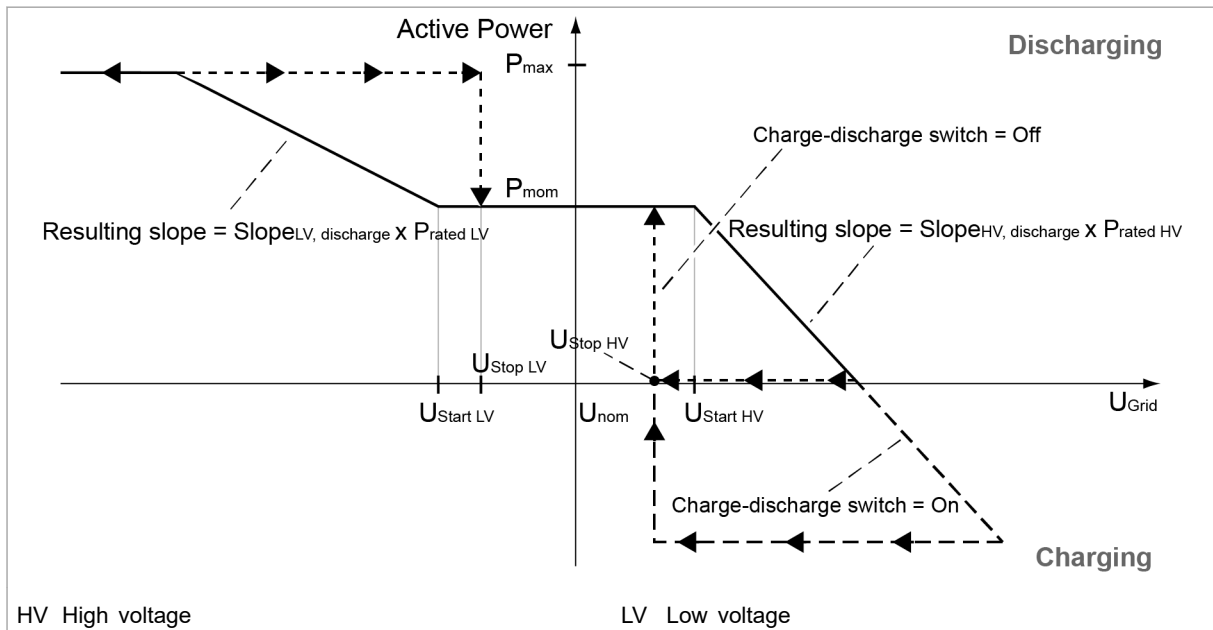 Active Power
Discharging
Pmax
Charge-discharge switch = Off
Pmom
Resulting slope = SlopeLV, discharge x Prated LV
Resulting slope = SlopeHV, discharge x Prated HV
UStop HV
UStop LV
UStart LV
Unom
UStart HV
UGrid
Charge-discharge switch = On
Charging
HV High voltage
LV Low voltage